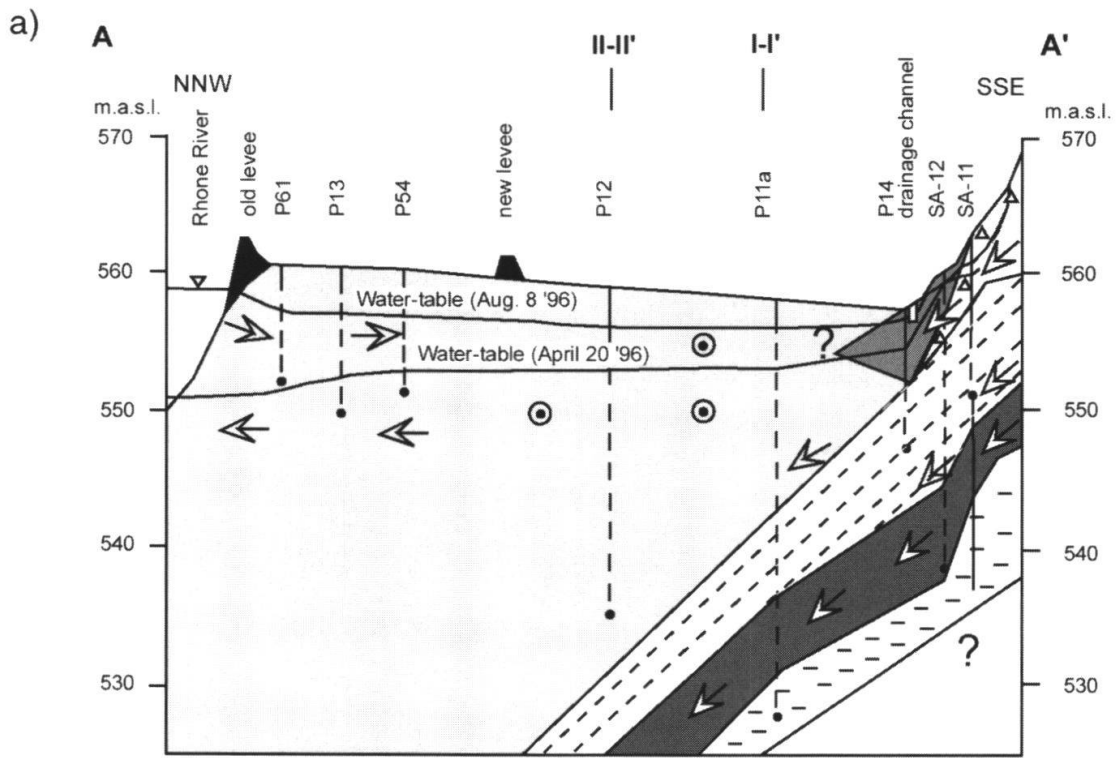 a)
A
II-II'
I-I'
A'
NNW
SSE
m.a.s.l.
m.a.s.l.
570
570
Rhone River
old levee
P61
P13
P54
new levee
P12
P11a
P14
drainage channel
SA-12
SA-11
560
560
Water-table (Aug. 8 '96)
?
Water-table (April 20 '96)
550
550
540
540
?
530
530